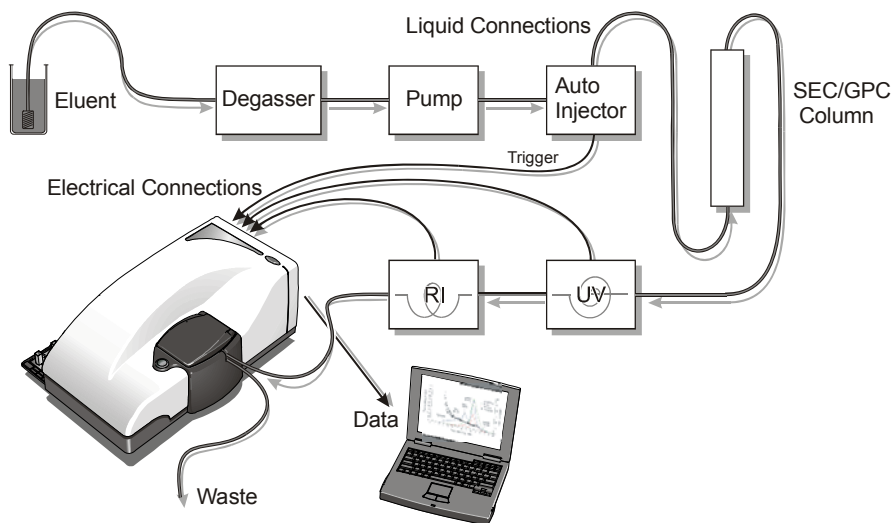 Liquid Connections
Eluent
Degasser
Pump
Auto
Injector
SEC/GPC
Column
Trigger
Electrical Connections
RI
UV
Data
Waste